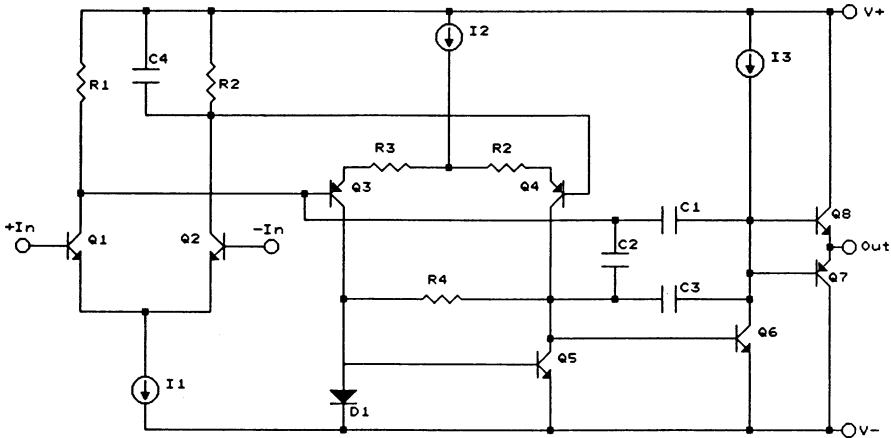 V+
I2
C4
I3
R1
R2
R3
R2
Q3
Q4
C1
Q8
+In
Q1
Q2
-In
C2
Out
Q7
R4
C3
Q6
Q5
I1
D1
V-